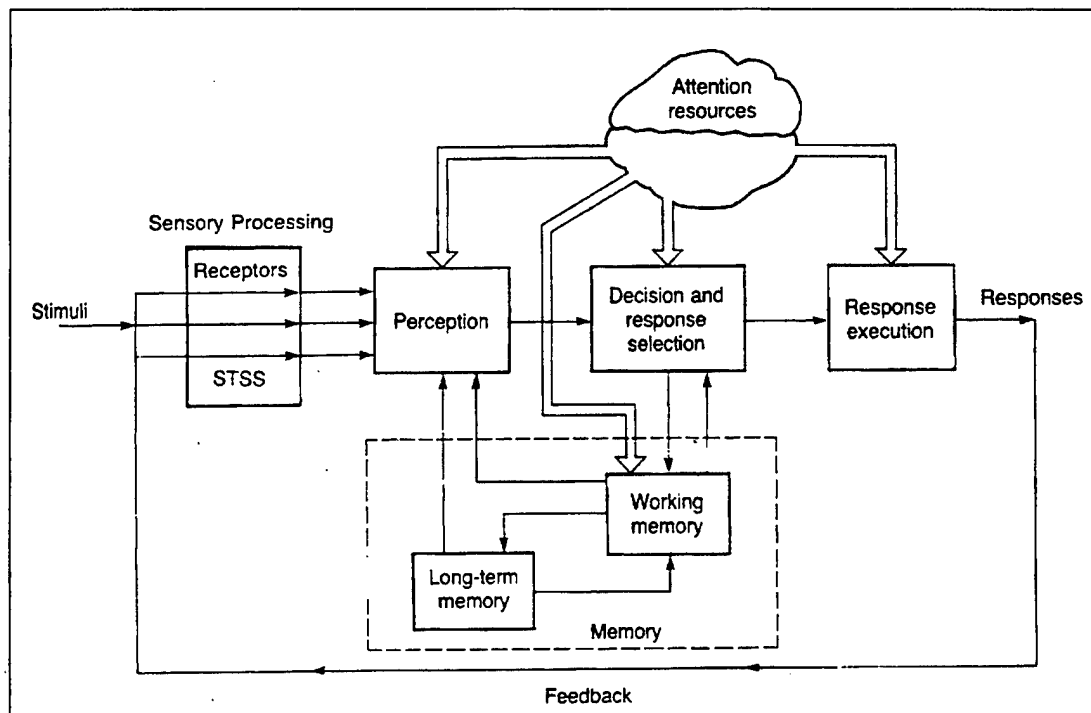 Attention
resources
Sensory Processing
Receptors
Stimuli
STSS
Perception
Decision and
response
selection
Response
execution
Responses
Working
memory
Long-term
memory
Memory
Feedback